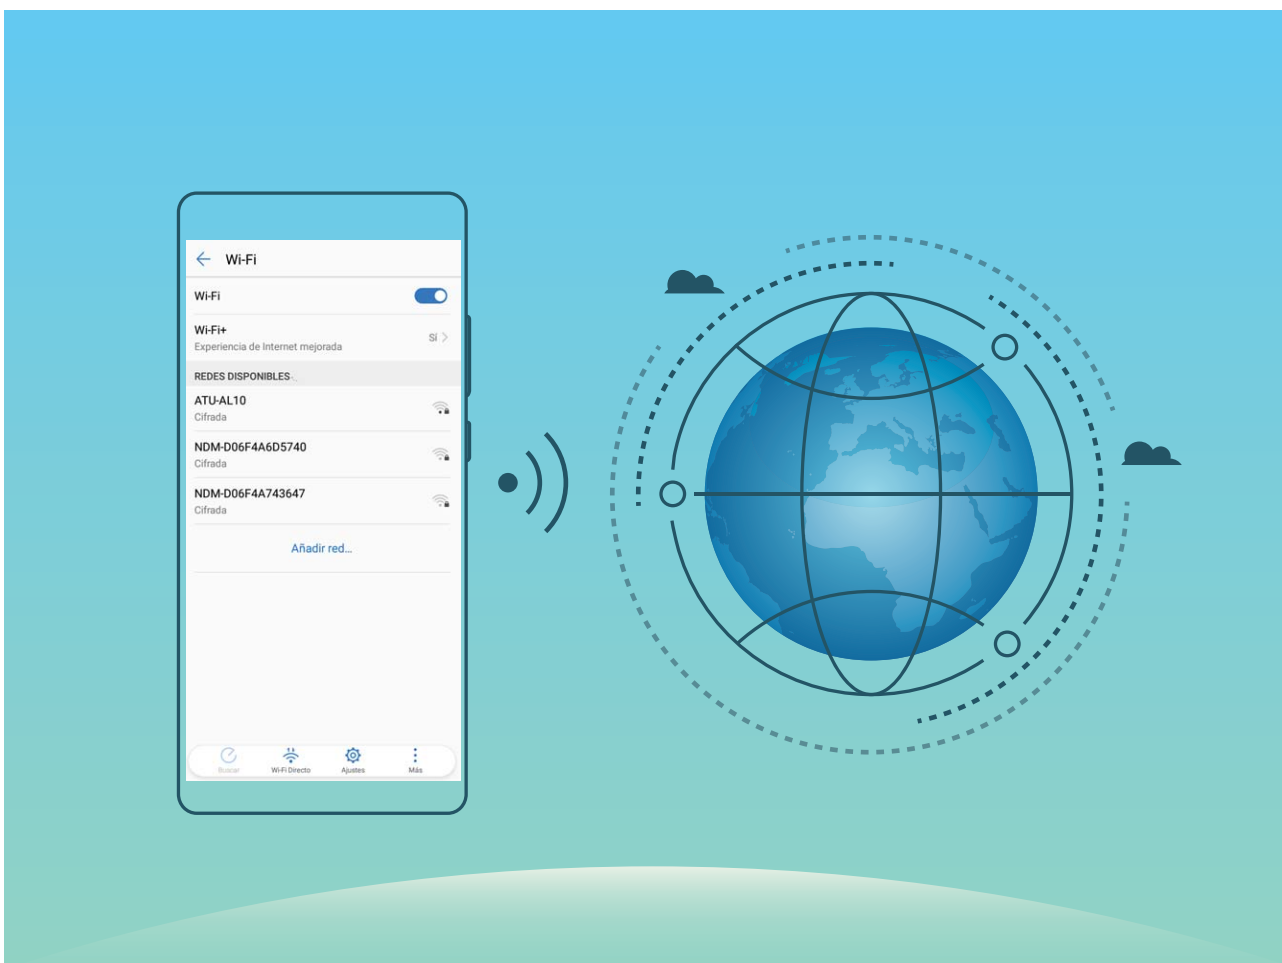 Wi-Fi
Wi-Fi
Wi-Fi+
Experiencia de Internet mejorada
Sí
REDES DISPONIBLES
ATU-AL10
Cifrada
NDM-D06F4A6D5740
Cifrada
NDM-D06F4A743647
Cifrada
Añadir red...
Buscar Wi-Fi Directo Ajustes Más